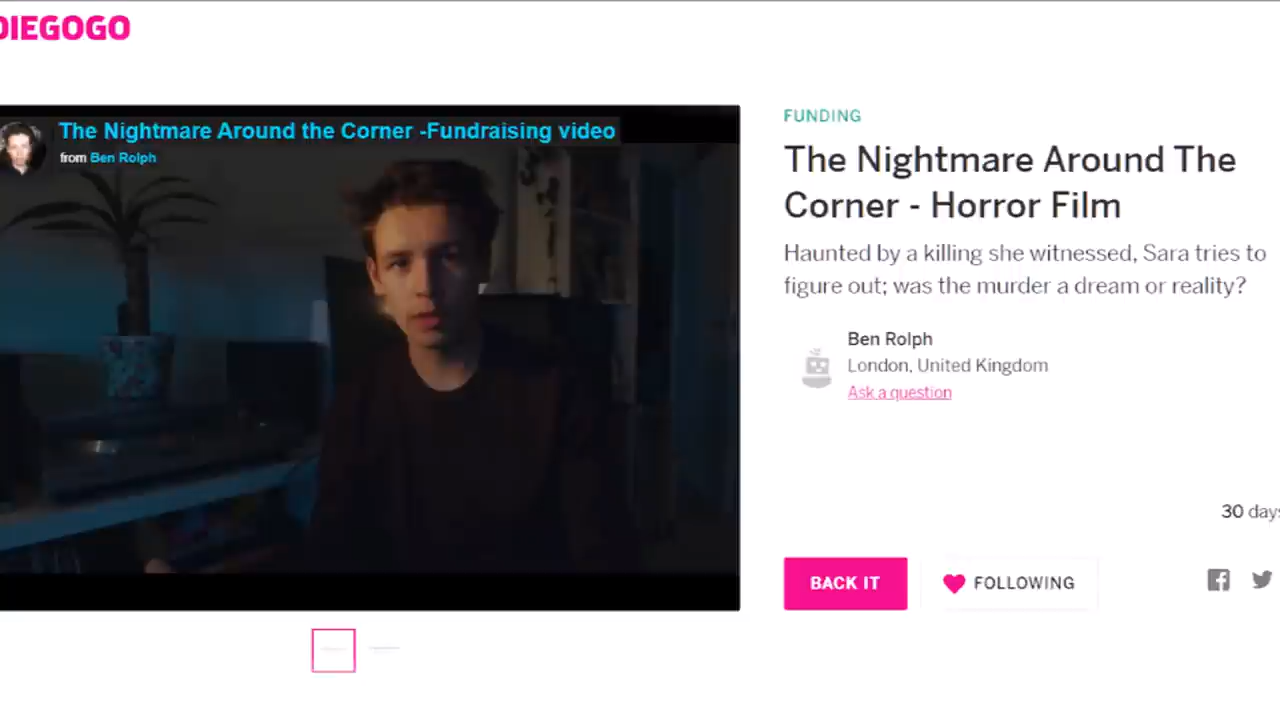 DIEGOGO
The Nightmare Around the Corner -Fundraising video
from Ben Rolph
FUNDING
The Nightmare Around The
Corner - Horror Film
Haunted by a killing she witnessed, Sara tries to
figure out; was the murder a dream or reality?
Ben Rolph
London, United Kingdom
Ask a question
30 days
BACK IT
FOLLOWING